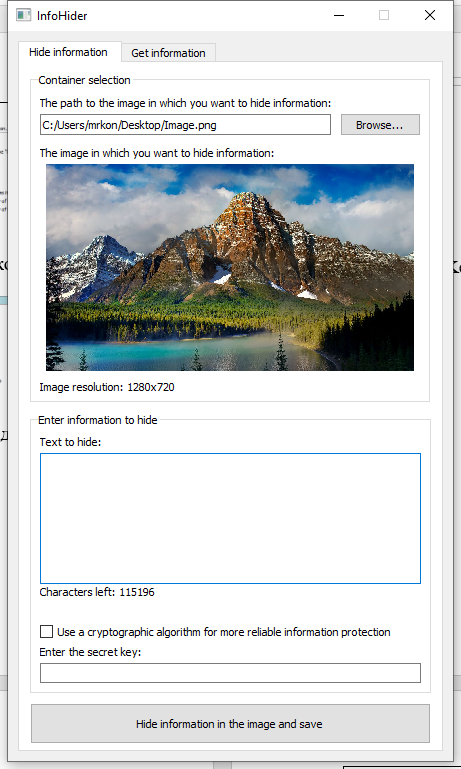 InfoHider
Hide information
Get information
Container selection
The path to the image in which you want to hide information:
C:/Users/mrkon/Desktop/Image.png
Browse...
The image in which you want to hide information:
Image resolution: 1280x720
Enter information to hide
Text to hide:
Characters left: 115196
Use a cryptographic algorithm for more reliable information protection
Enter the secret key:
Hide information in the image and save